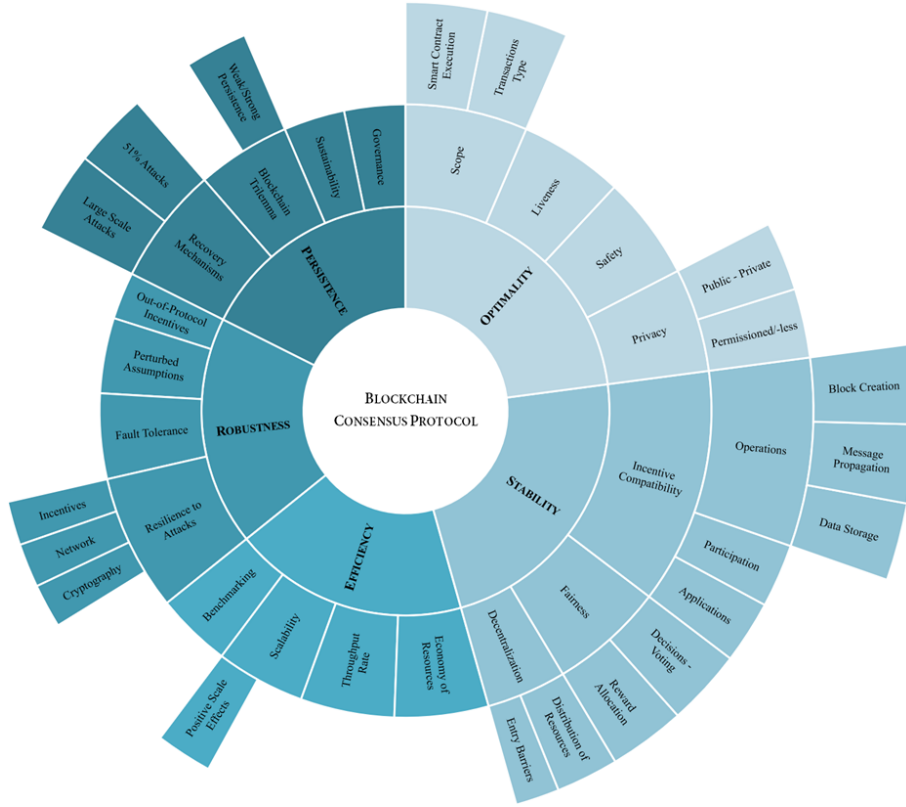 BLOCKCHAIN
CONSENSUS PROTOCOL
OPTIMALITY
Scope
Smart Contract
Execution
Transactions
Type
Liveness
Safety
Privacy
Public - Private
Permissioned/-less
STABILITY
Incentive
Compatibility
Operations
Block Creation
Message
Propagation
Data Storage
Participation
Applications
Fairness
Decisions -
Voting
Reward
Allocation
Decentralization
Distribution of
Resources
Entry Barriers
EFFICIENCY
Economy of
Resources
Throughput
Rate
Scalability
Positive Scale
Effects
Benchmarking
ROBUSTNESS
Resilience to
Attacks
Cryptography
Network
Incentives
Fault Tolerance
Perturbed
Assumptions
Out-of-Protocol
Incentives
PERSISTENCE
Recovery
Mechanisms
Large Scale
Attacks
51% Attacks
Blockchain
Trilemma
Weak/Strong
Persistence
Sustainability
Governance